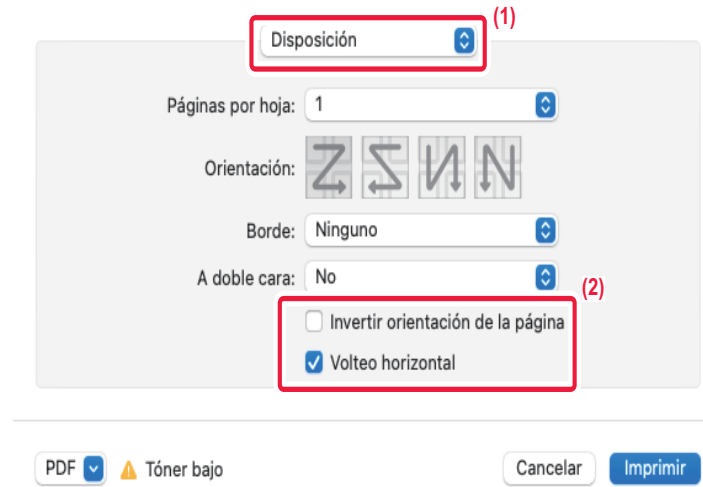 (1)
Disposición
Páginas por hoja: 1
Orientación:
Borde: Ninguno
A doble cara: No
(2)
Invertir orientación de la página
Volteo horizontal
PDF Tóner bajo Cancelar Imprimir